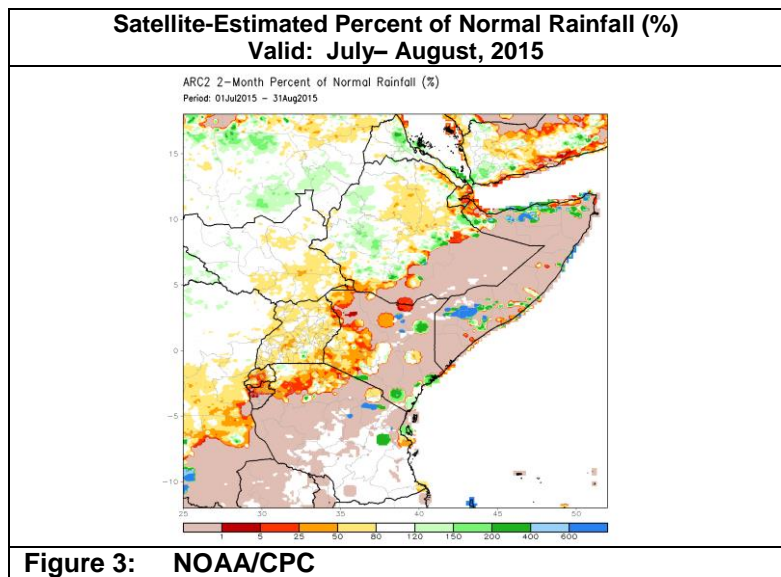 Satellite-Estimated Percent of Normal Rainfall (%)
Valid:  July– August, 2015
ARC2 2-Month Percent of Normal Rainfall (%)
Period: 01Jul2015 – 31Aug2015
15
10
5
0
−5
−10
25 30 35 40 45 50
1 5 25 50 80 120 150 200 400 600
Figure 3: NOAA/CPC